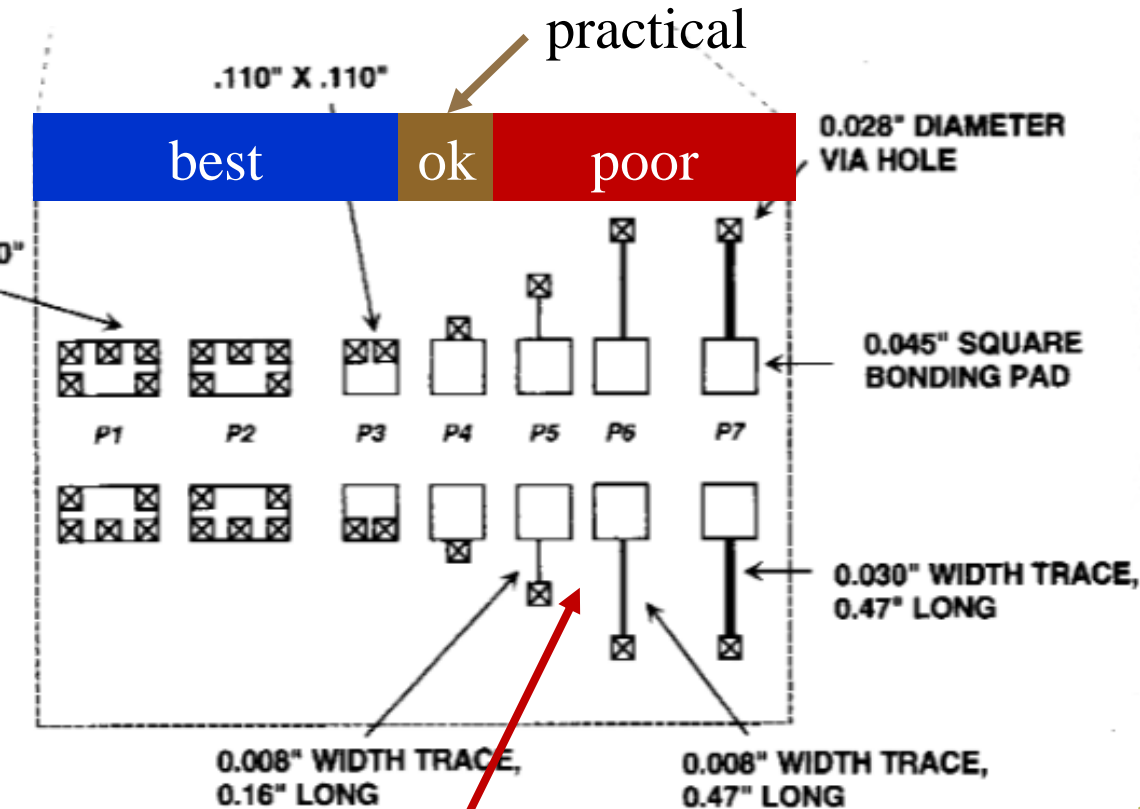 practical
.110" X .110"
best ok poor
0.028" DIAMETER
VIA HOLE
0"
0.045" SQUARE
BONDING PAD
P1 P2 P3 P4 P5 P6 P7
0.030" WIDTH TRACE,
0.47" LONG
0.008" WIDTH TRACE,
0.16" LONG
0.008" WIDTH TRACE,
0.47" LONG